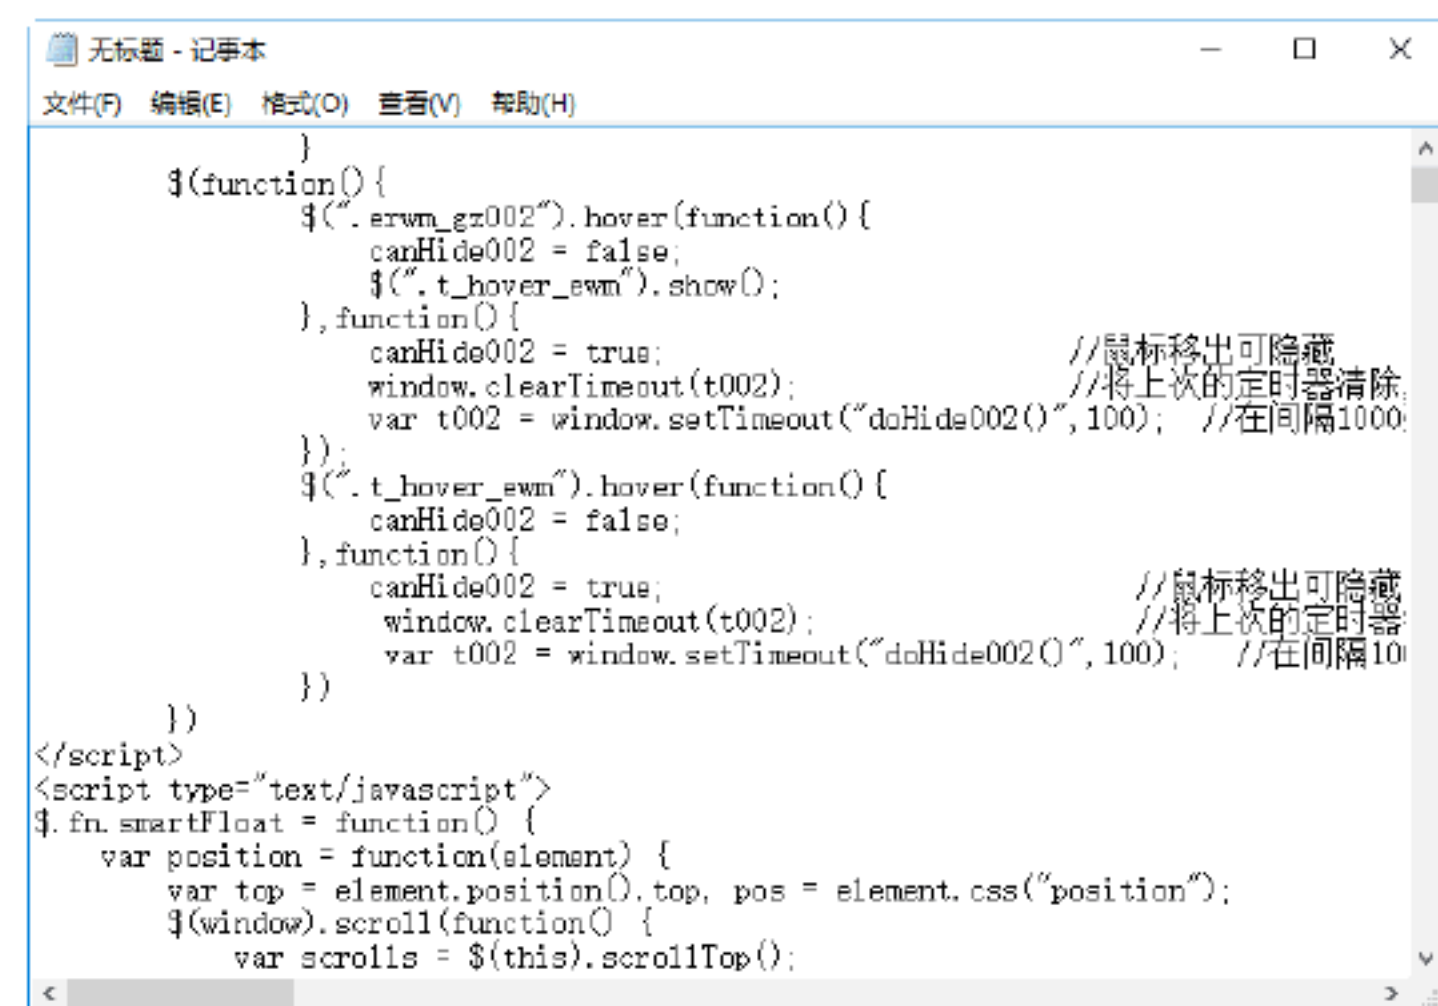 无标题 - 记事本
文件(F) 编辑(E) 格式(O) 查看(V) 帮助(H)
}
$(function(){
$(".erwm_gz002").hover(function(){
canHide002 = false;
$(".t_hover_ewm").show();
},function(){
canHide002 = true; //鼠标移出可隐藏
window.clearTimeout(t002); //将上次的定时器清除
var t002 = window.setTimeout("doHide002()",100); //在间隔1000
});
$(".t_hover_ewm").hover(function(){
canHide002 = false;
},function(){
canHide002 = true; //鼠标移出可隐藏
window.clearTimeout(t002); //将上次的定时器
var t002 = window.setTimeout("doHide002()",100); //在间隔10
})
})
</script>
<script type="text/javascript">
$.fn.smartFloat = function() {
var position = function(element) {
var top = element.position().top, pos = element.css("position");
$(window).scroll(function() {
var scrolls = $(this).scrollTop();